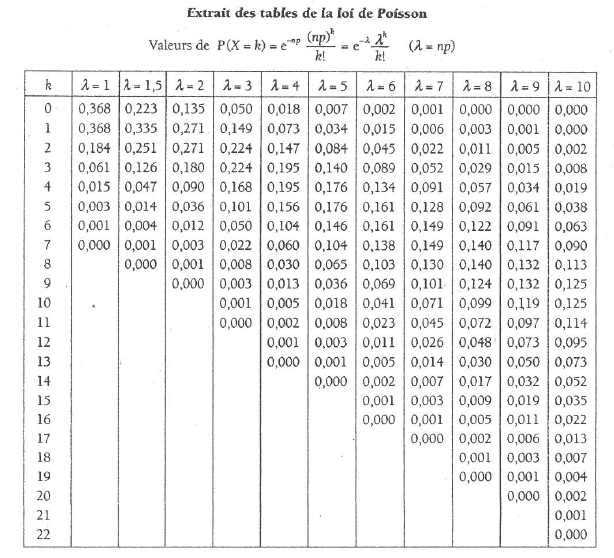 Extrait des tables de la loi de Poisson
Valeurs de P(X = k) = e^-np (np)^k / k! = e^-λ λ^k / k! (λ = np)
k λ = 1 λ = 1,5 λ = 2 λ = 3 λ = 4 λ = 5 λ = 6 λ = 7 λ = 8 λ = 9 λ = 10
0 0,368 0,223 0,135 0,050 0,018 0,007 0,002 0,001 0,000 0,000 0,000
1 0,368 0,335 0,271 0,149 0,073 0,034 0,015 0,006 0,003 0,001 0,000
2 0,184 0,251 0,271 0,224 0,147 0,084 0,045 0,022 0,011 0,005 0,002
3 0,061 0,126 0,180 0,224 0,195 0,140 0,089 0,052 0,029 0,015 0,008
4 0,015 0,047 0,090 0,168 0,195 0,176 0,134 0,091 0,057 0,034 0,019
5 0,003 0,014 0,036 0,101 0,156 0,176 0,161 0,128 0,092 0,061 0,038
6 0,001 0,004 0,012 0,050 0,104 0,146 0,161 0,149 0,122 0,091 0,063
7 0,000 0,001 0,003 0,022 0,060 0,104 0,138 0,149 0,140 0,117 0,090
8 0,000 0,001 0,008 0,030 0,065 0,103 0,130 0,140 0,132 0,113
9 0,000 0,003 0,013 0,036 0,069 0,101 0,124 0,132 0,125
10 0,001 0,005 0,018 0,041 0,071 0,099 0,119 0,125
11 0,000 0,002 0,008 0,023 0,045 0,072 0,097 0,114
12 0,001 0,003 0,011 0,026 0,048 0,073 0,095
13 0,000 0,001 0,005 0,014 0,030 0,050 0,073
14 0,000 0,002 0,007 0,017 0,032 0,052
15 0,001 0,003 0,009 0,019 0,035
16 0,000 0,001 0,005 0,011 0,022
17 0,000 0,002 0,006 0,013
18 0,001 0,003 0,007
19 0,000 0,001 0,004
20 0,000 0,002
21 0,001
22 0,000